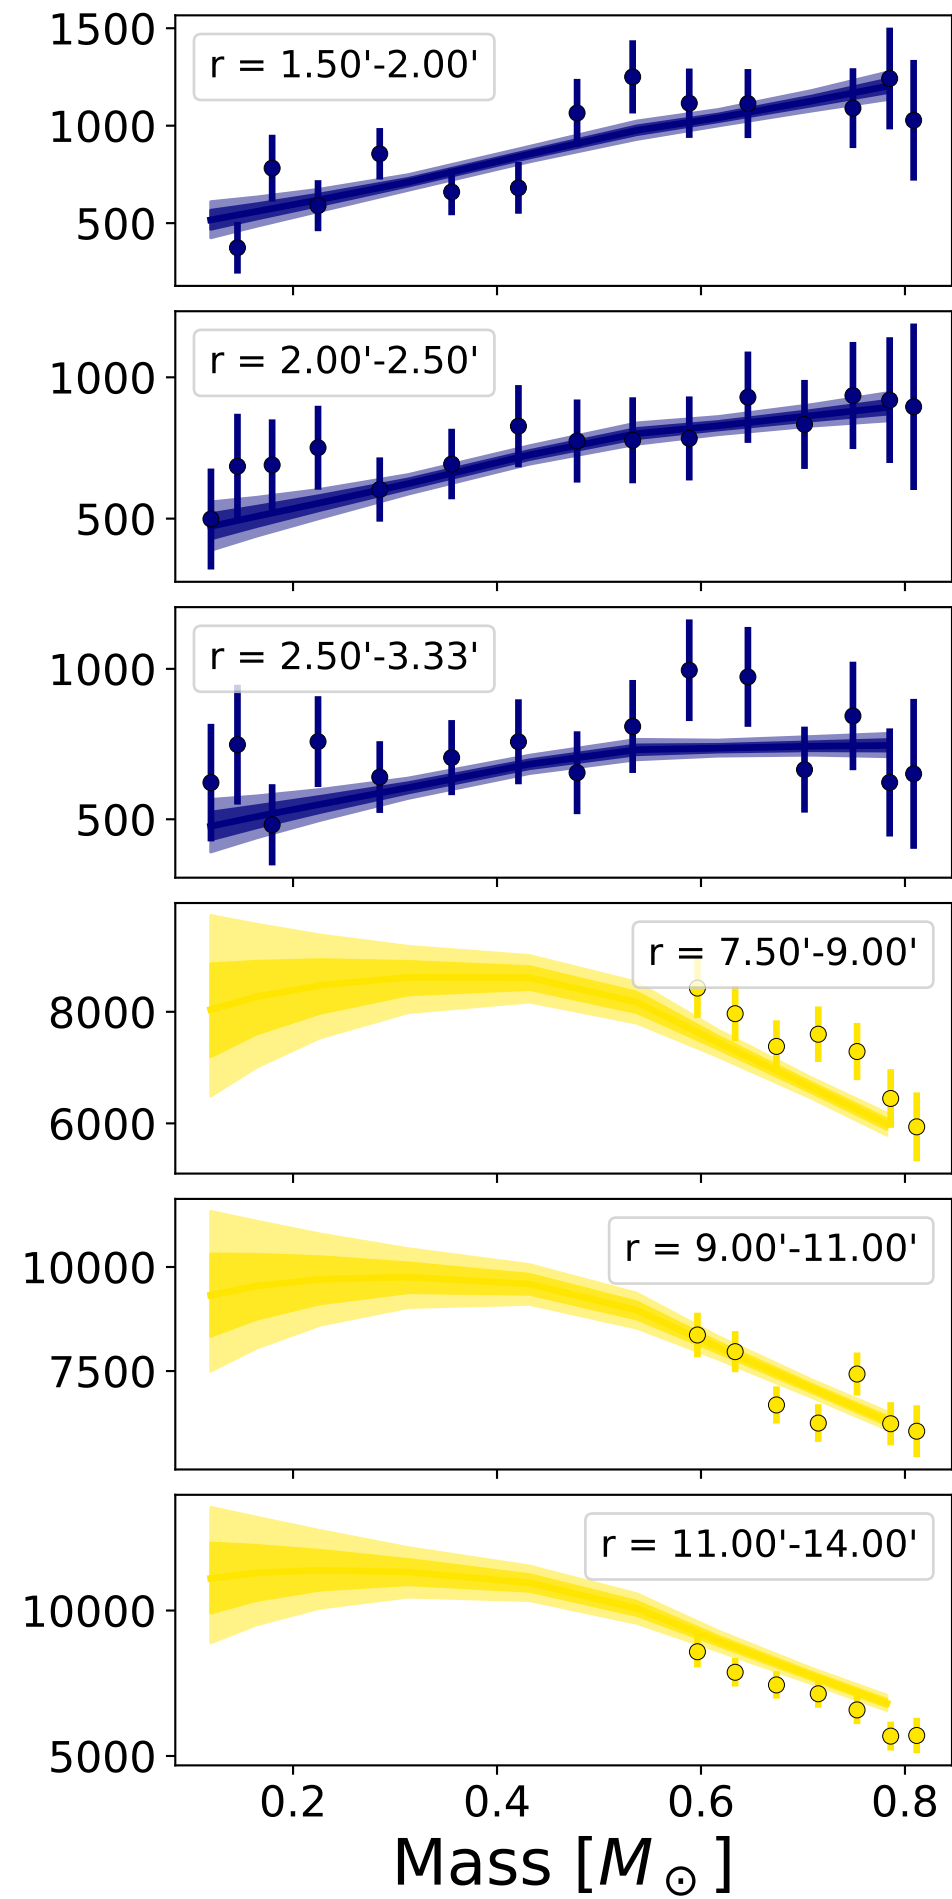 1500
r = 1.50'-2.00'
1000
500
r = 2.00'-2.50'
1000
500
r = 2.50'-3.33'
1000
500
r = 7.50'-9.00'
8000
6000
r = 9.00'-11.00'
10000
7500
r = 11.00'-14.00'
10000
5000
0.2 0.4 0.6 0.8
Mass [M⊙]